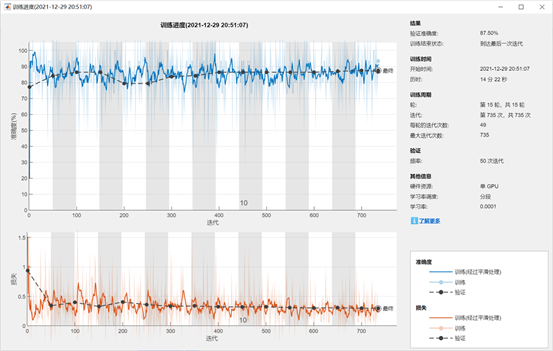 训练进度(2021-12-29 20:51:07)
训练进度(2021-12-29 20:51:07)
100
90
80
70
60
50
40
30
20
10
0
准确度(%)
最终
10
0
100
200
300
400
500
600
700
迭代
1.5
1
0.5
0
损失
最终
10
0
100
200
300
400
500
600
700
迭代
结果
验证准确度: 87.50%
训练结束状态: 到达最后一次迭代
训练时间
开始时间: 2021-12-29 20:51:07
历时: 14 分 22 秒
训练周期
轮: 第 15 轮，共 15 轮
迭代: 第 735 次，共 735 次
每轮的迭代次数: 49
最大迭代次数: 735
验证
频率: 50 次迭代
其他信息
硬件资源: 单 GPU
学习率调度: 分段
学习率: 0.0001
了解更多
准确度
训练(经过平滑处理)
训练
验证
损失
训练(经过平滑处理)
训练
验证